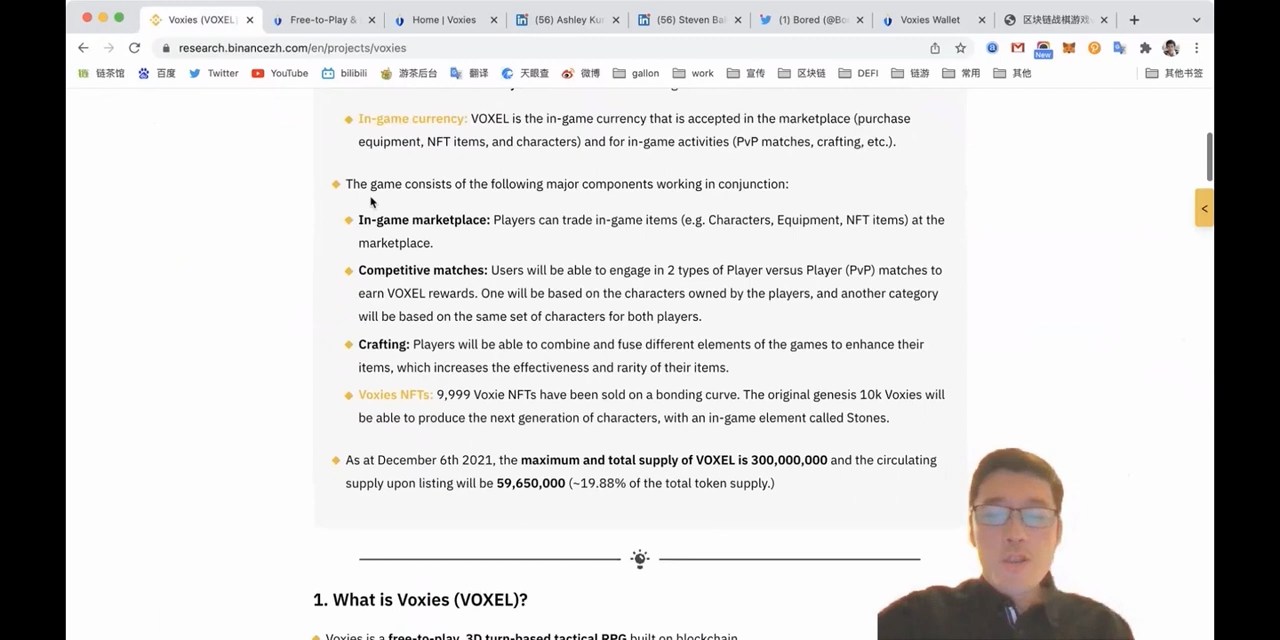 Voxies (VOXEL)
Free-to-Play &
Home | Voxies
(56) Ashley Ku
(56) Steven Ba
(1) Bored (@Bo
Voxies Wallet
区块链战棋游戏
research.binancezh.com/en/projects/voxies
New
链茶馆
百度
Twitter
YouTube
bilibili
游茶后台
翻译
天眼查
微博
gallon
work
宣传
区块链
DEFI
链游
常用
其他
其他书签
In-game currency: VOXEL is the in-game currency that is accepted in the marketplace (purchase
equipment, NFT items, and characters) and for in-game activities (PvP matches, crafting, etc.).
The game consists of the following major components working in conjunction:
In-game marketplace: Players can trade in-game items (e.g. Characters, Equipment, NFT items) at the
marketplace.
Competitive matches: Users will be able to engage in 2 types of Player versus Player (PvP) matches to
earn VOXEL rewards. One will be based on the characters owned by the players, and another category
will be based on the same set of characters for both players.
Crafting: Players will be able to combine and fuse different elements of the games to enhance their
items, which increases the effectiveness and rarity of their items.
Voxies NFTs: 9,999 Voxie NFTs have been sold on a bonding curve. The original genesis 10k Voxies will
be able to produce the next generation of characters, with an in-game element called Stones.
As at December 6th 2021, the maximum and total supply of VOXEL is 300,000,000 and the circulating
supply upon listing will be 59,650,000 (~19.88% of the total token supply.)
1. What is Voxies (VOXEL)?
Voxies is a free-to-play, 3D turn-based tactical RPG built on blockchain.